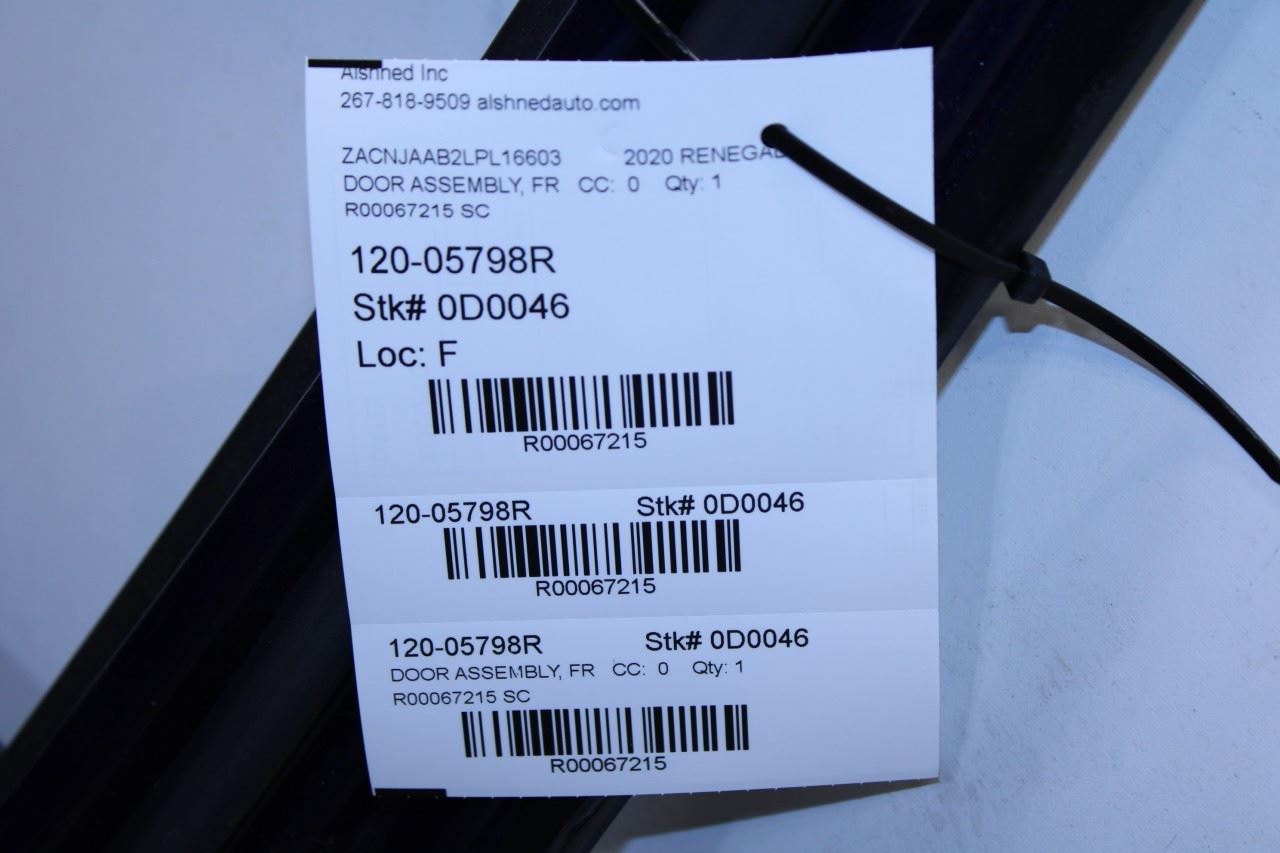 Alshned Inc
267-818-9509 alshnedauto.com
ZACNJAAB2LPL16603 2020 RENEGAD
DOOR ASSEMBLY, FR CC: 0 Qty: 1
R00067215 SC
120-05798R
Stk# 0D0046
Loc: F
R00067215
120-05798R Stk# 0D0046
R00067215
120-05798R Stk# 0D0046
DOOR ASSEMBLY, FR CC: 0 Qty: 1
R00067215 SC
R00067215